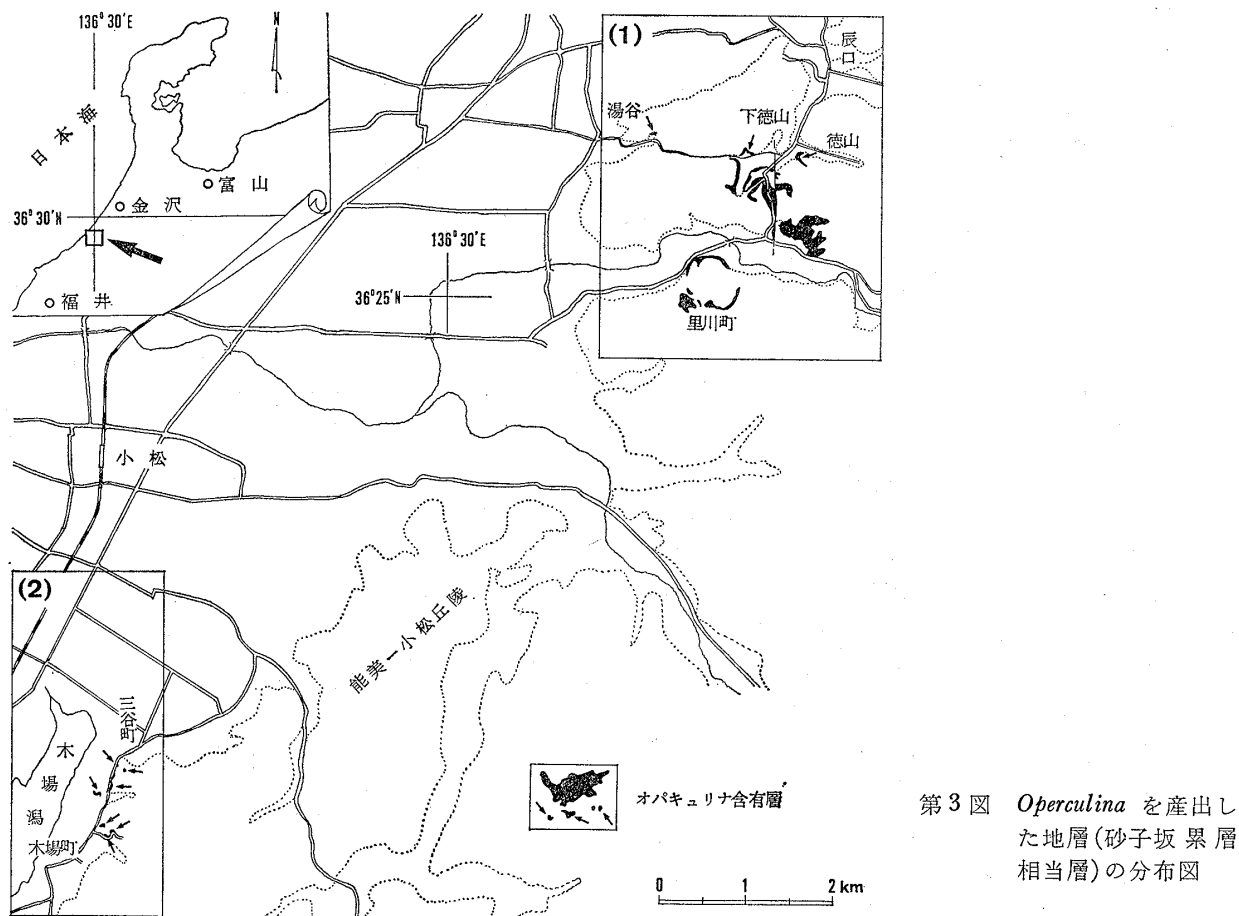 136° 30′E
N
日本海
富山
金沢
36° 30′N
福井
(1)
辰口
湯谷
下徳山
徳山
里川町
136° 30′E
36° 25′N
小松
能美ー小松丘陵
(2)
三谷町
木場潟
木場町
オパキュリナ含有層
0 1 2 km
第3図 Operculina を産出し
た地層(砂子坂累層
相当層)の分布図